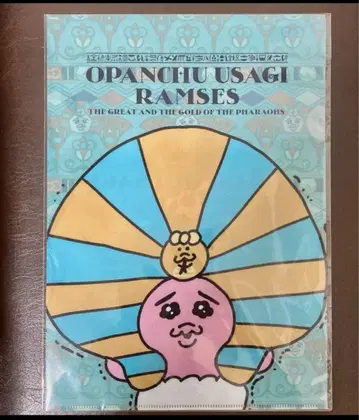 OPANCHU USAGI
RAMSES
THE GREAT AND THE GOLD OF THE PHARAOHS